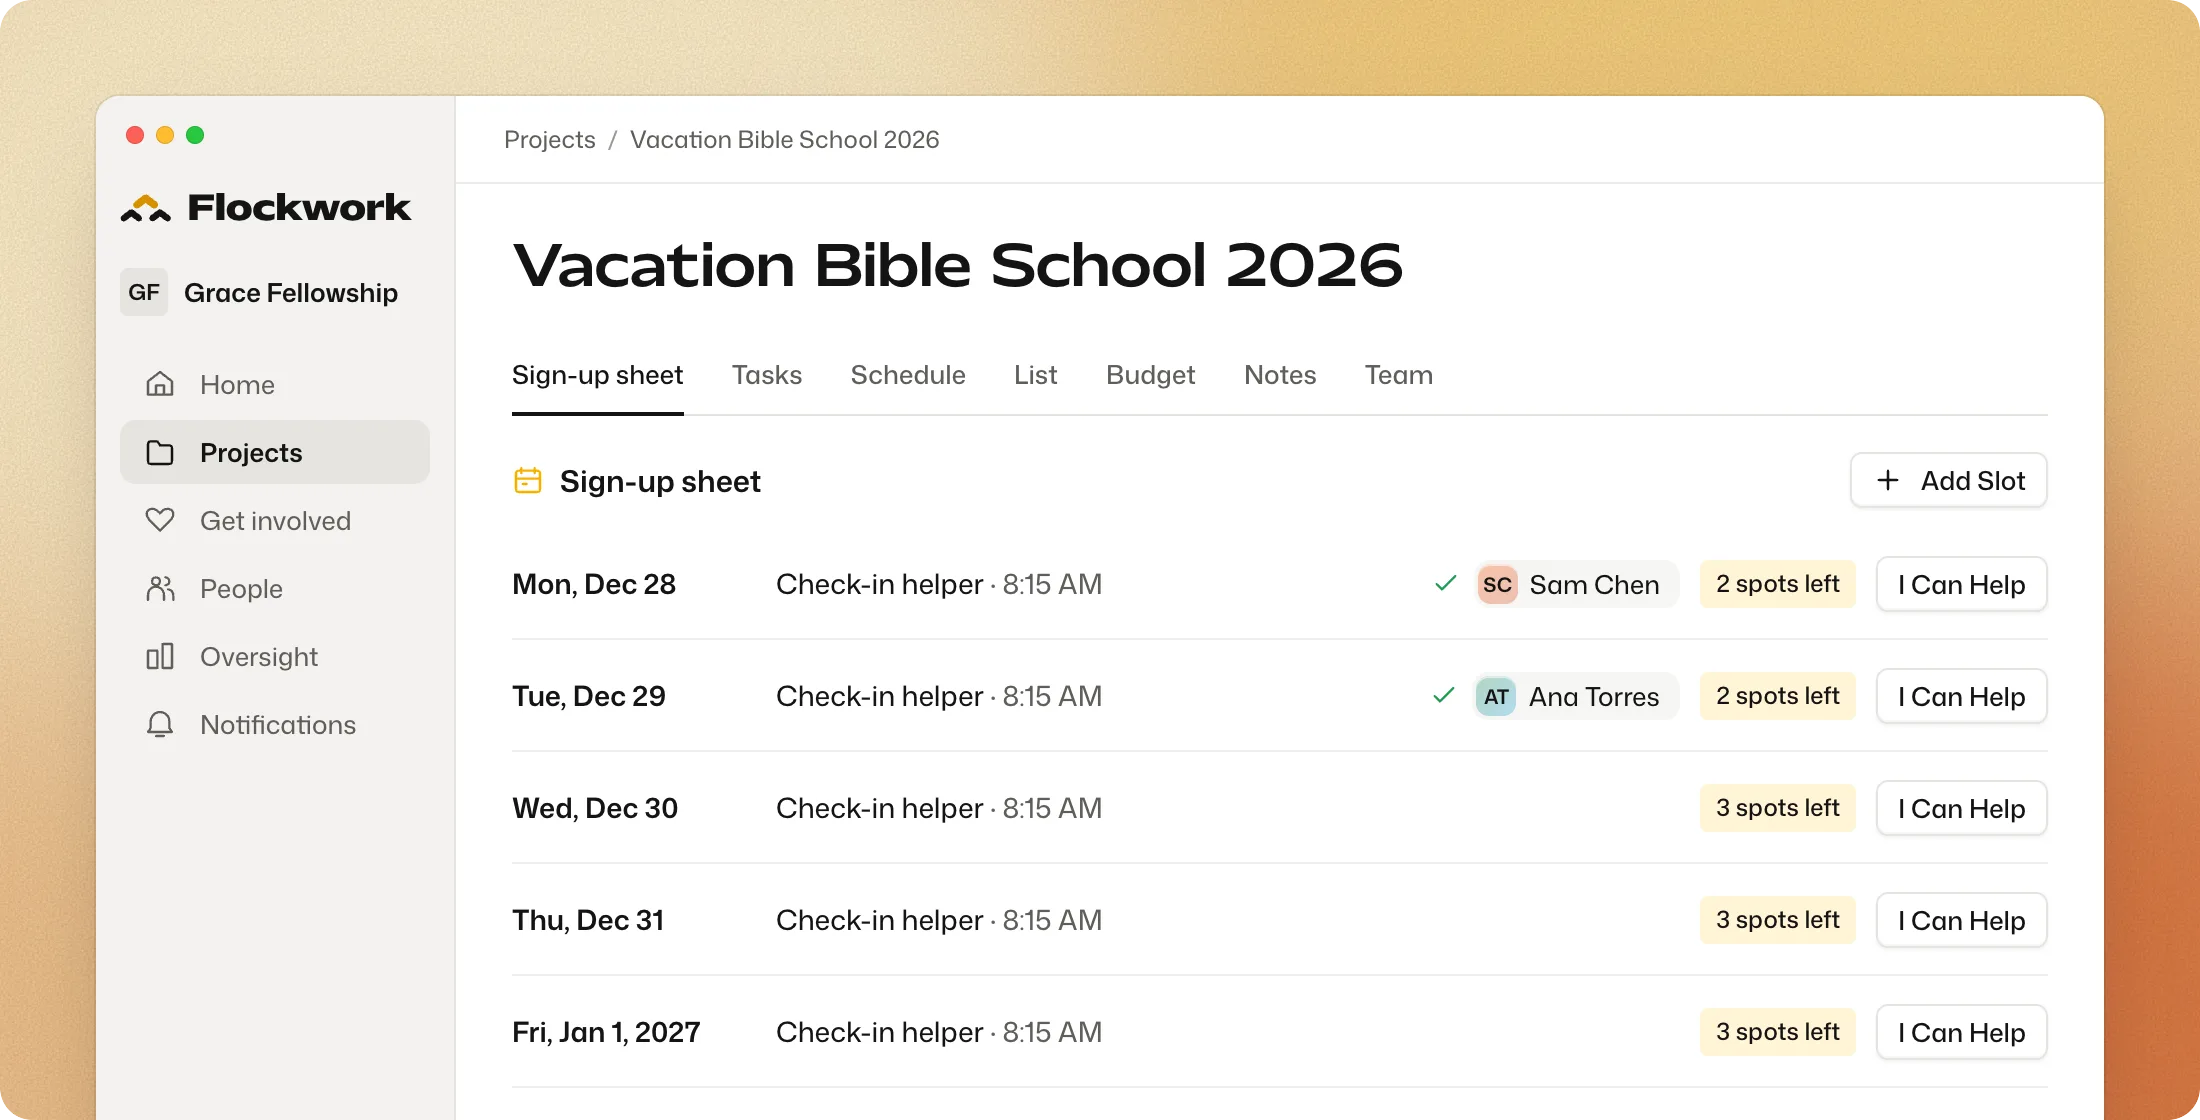 Flockwork
GF Grace Fellowship
Home
Projects
Get involved
People
Oversight
Notifications
Projects / Vacation Bible School 2026
Vacation Bible School 2026
Sign-up sheet Tasks Schedule List Budget Notes Team
Sign-up sheet + Add Slot
Mon, Dec 28 Check-in helper · 8:15 AM SC Sam Chen 2 spots left I Can Help
Tue, Dec 29 Check-in helper · 8:15 AM AT Ana Torres 2 spots left I Can Help
Wed, Dec 30 Check-in helper · 8:15 AM 3 spots left I Can Help
Thu, Dec 31 Check-in helper · 8:15 AM 3 spots left I Can Help
Fri, Jan 1, 2027 Check-in helper · 8:15 AM 3 spots left I Can Help